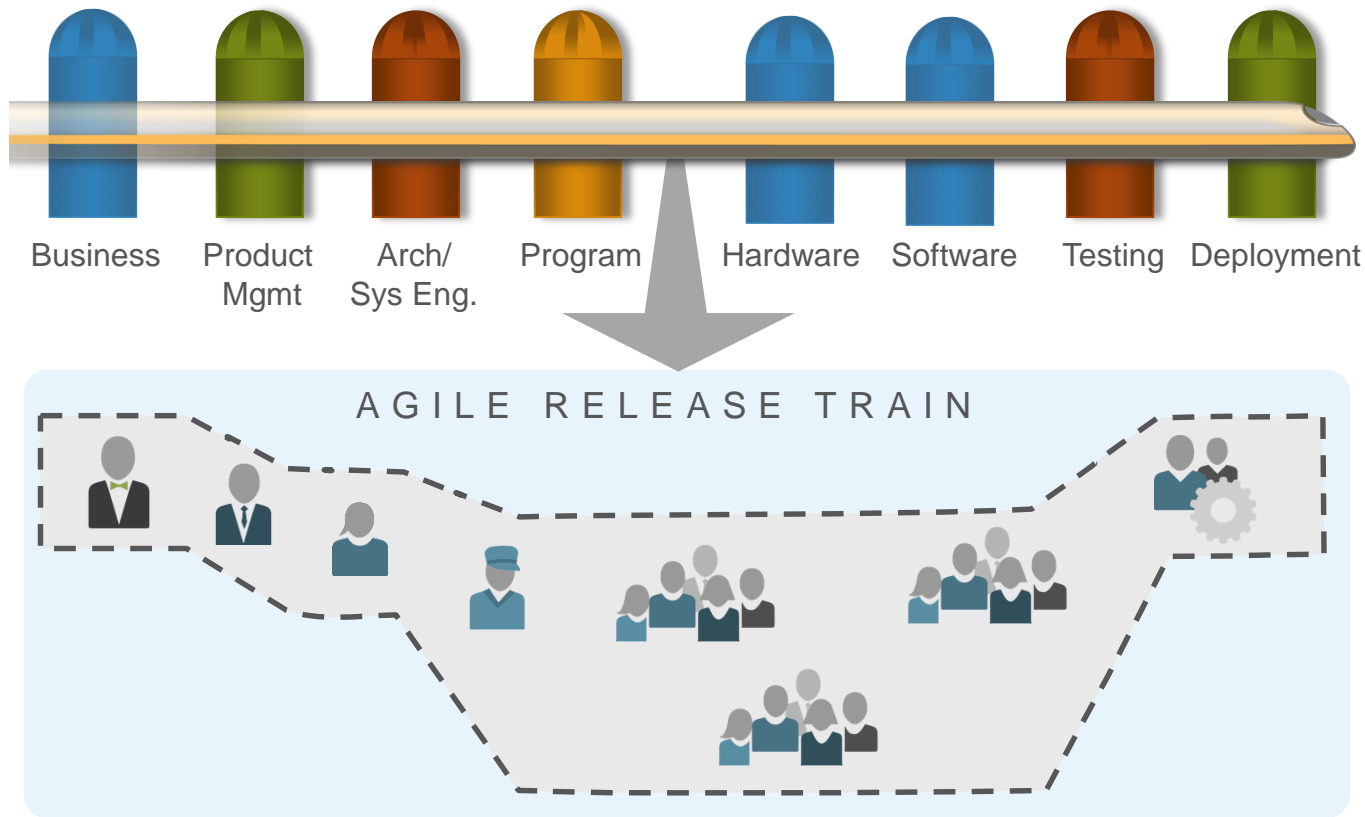 Business
Product
Mgmt
Arch/
Sys Eng.
Program
Hardware
Software
Testing
Deployment
AGILE RELEASE TRAIN